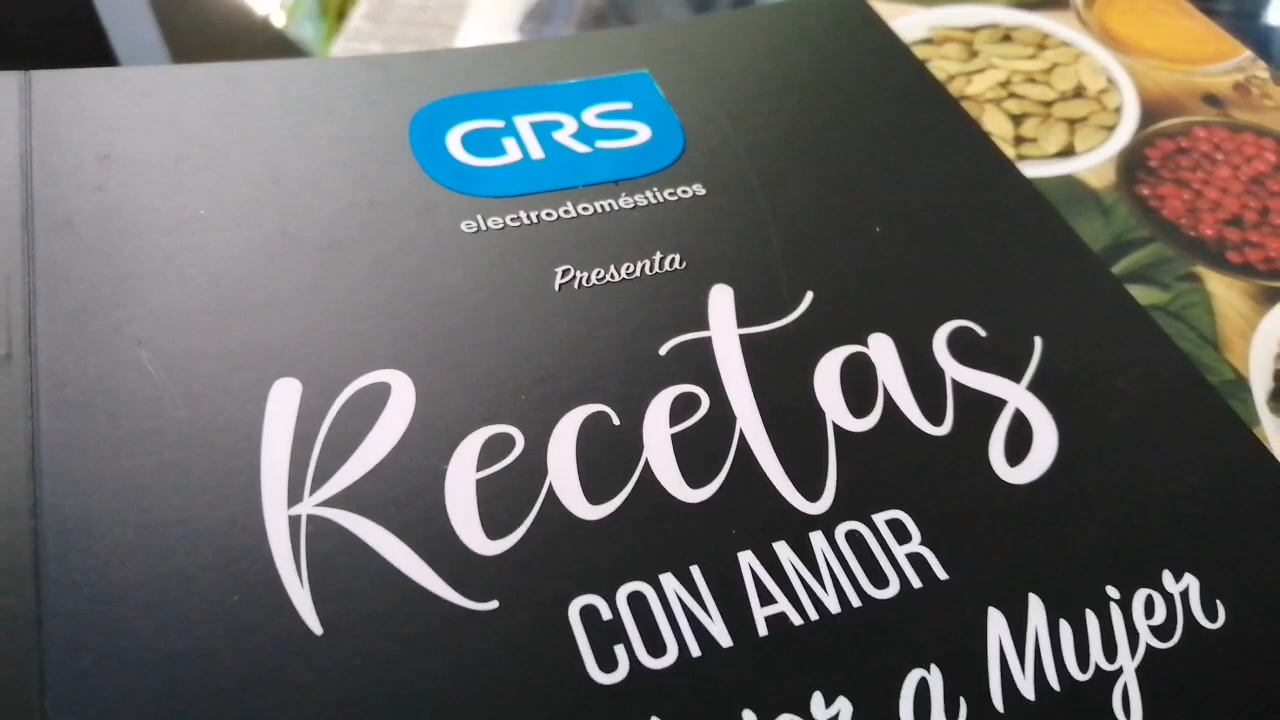 GRS
electrodomésticos
Presenta
Recetas
CON AMOR
a Mujer